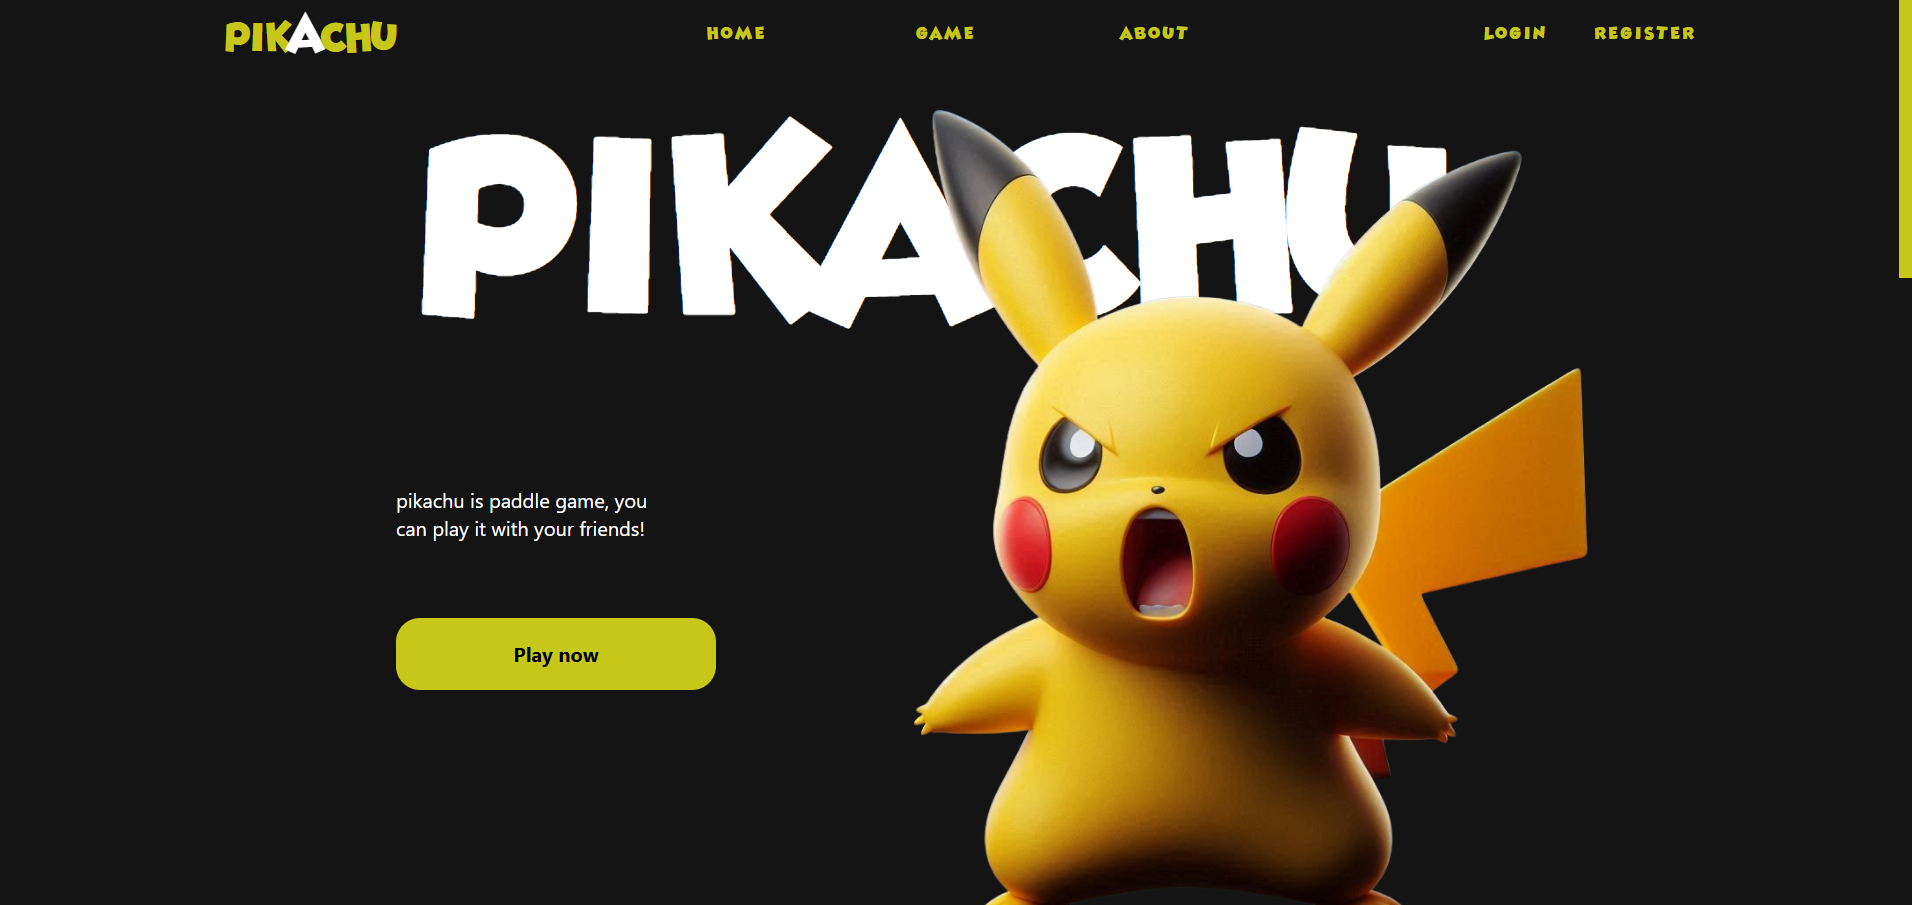 PIKACHU
HOME GAME ABOUT LOGIN REGISTER
PIKACHU
pikachu is paddle game, you
can play it with your friends!
Play now